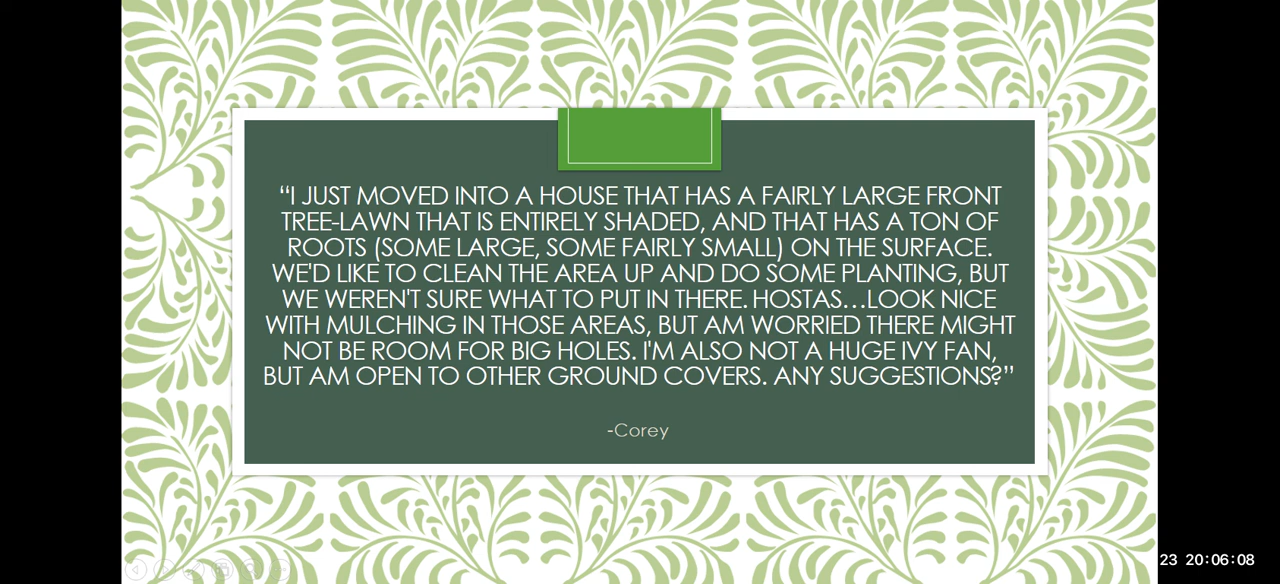 “I JUST MOVED INTO A HOUSE THAT HAS A FAIRLY LARGE FRONT
TREE-LAWN THAT IS ENTIRELY SHADED, AND THAT HAS A TON OF
ROOTS (SOME LARGE, SOME FAIRLY SMALL) ON THE SURFACE.
WE'D LIKE TO CLEAN THE AREA UP AND DO SOME PLANTING, BUT
WE WEREN'T SURE WHAT TO PUT IN THERE. HOSTAS…LOOK NICE
WITH MULCHING IN THOSE AREAS, BUT AM WORRIED THERE MIGHT
NOT BE ROOM FOR BIG HOLES. I'M ALSO NOT A HUGE IVY FAN,
BUT AM OPEN TO OTHER GROUND COVERS. ANY SUGGESTIONS?”
-Corey
23 20:06:08